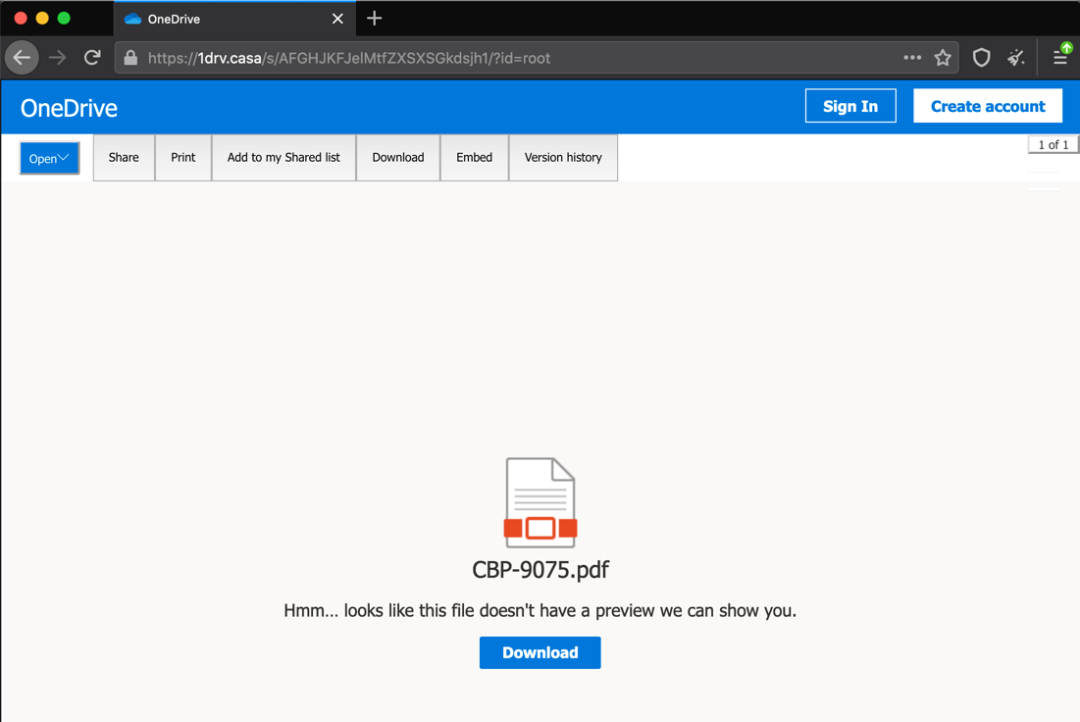 OneDrive
https://1drv.casa/s/AFGHJKFJelMtfZXSXSGkdsjh1/?id=root
OneDrive
Sign In
Create account
Open
Share
Print
Add to my Shared list
Download
Embed
Version history
1 of 1
CBP-9075.pdf
Hmm... looks like this file doesn't have a preview we can show you.
Download